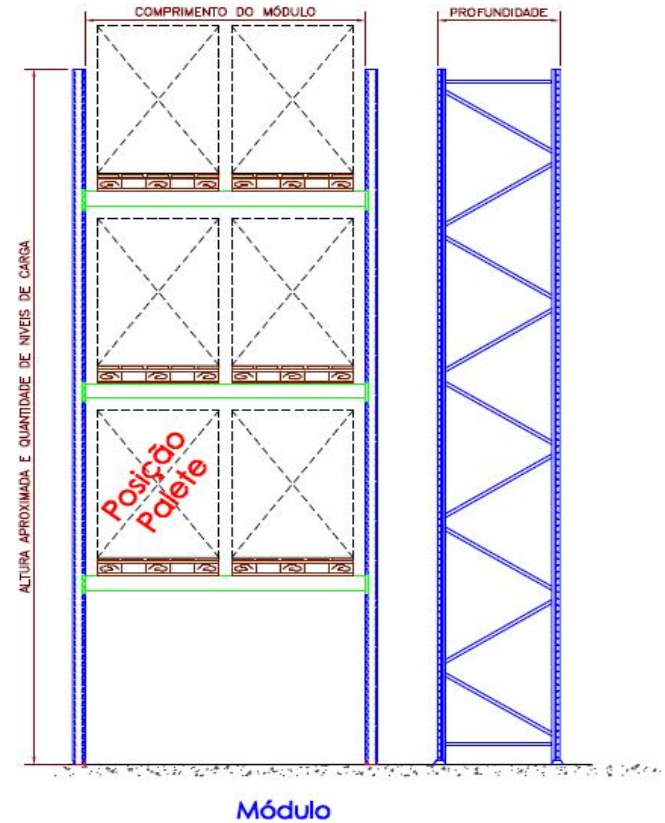 COMPRIMENTO DO MÓDULO
PROFUNDIDADE
ALTURA APROXIMADA E QUANTIDADE DE NIVEIS DE CARGA
Posição
Palete
Módulo